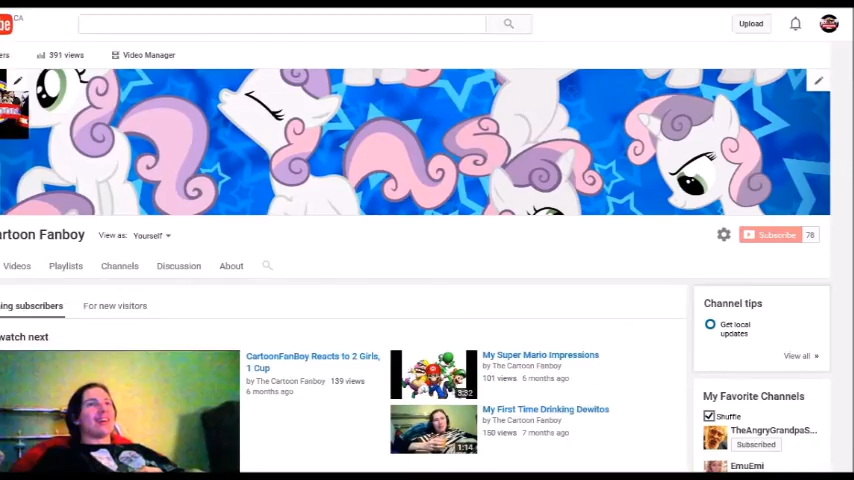 be CA
Upload
ers 391 views Video Manager
artoon Fanboy View as: Yourself Subscribe 78
Videos Playlists Channels Discussion About
ing subscribers For new visitors
watch next
CartoonFanBoy Reacts to 2 Girls,
1 Cup
by The Cartoon Fanboy 139 views
6 months ago
3:32
My Super Mario Impressions
by The Cartoon Fanboy
101 views 5 months ago
1:14
My First Time Drinking Dewitos
by The Cartoon Fanboy
150 views 7 months ago
Channel tips
Get local
updates
View all »
My Favorite Channels
Shuffle
TheAngryGrandpaS...
Subscribed
EmuEmi